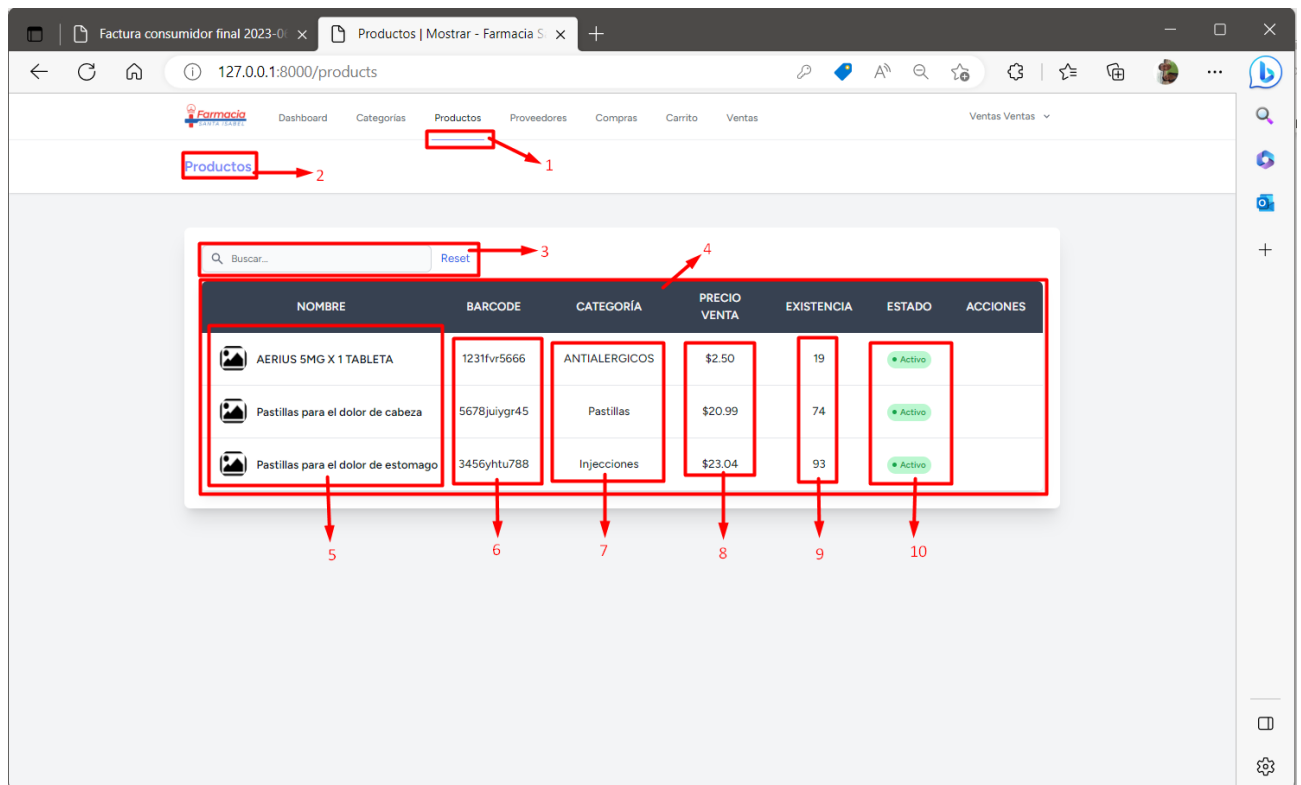 Factura consumidor final 2023-0
Productos | Mostrar - Farmacia S
127.0.0.1:8000/products
Farmacia
SANTA ISABEL
Dashboard Categorías Productos Proveedores Compras Carrito Ventas Ventas Ventas
1
Productos
2
3
4
Buscar... Reset
NOMBRE BARCODE CATEGORÍA PRECIO VENTA EXISTENCIA ESTADO ACCIONES
AERIUS 5MG X 1 TABLETA 1231fvr5666 ANTIALERGICOS $2.50 19 Activo
Pastillas para el dolor de cabeza 5678juiygr45 Pastillas $20.99 74 Activo
Pastillas para el dolor de estomago 3456yhtu788 Injecciones $23.04 93 Activo
5 6 7 8 9 10